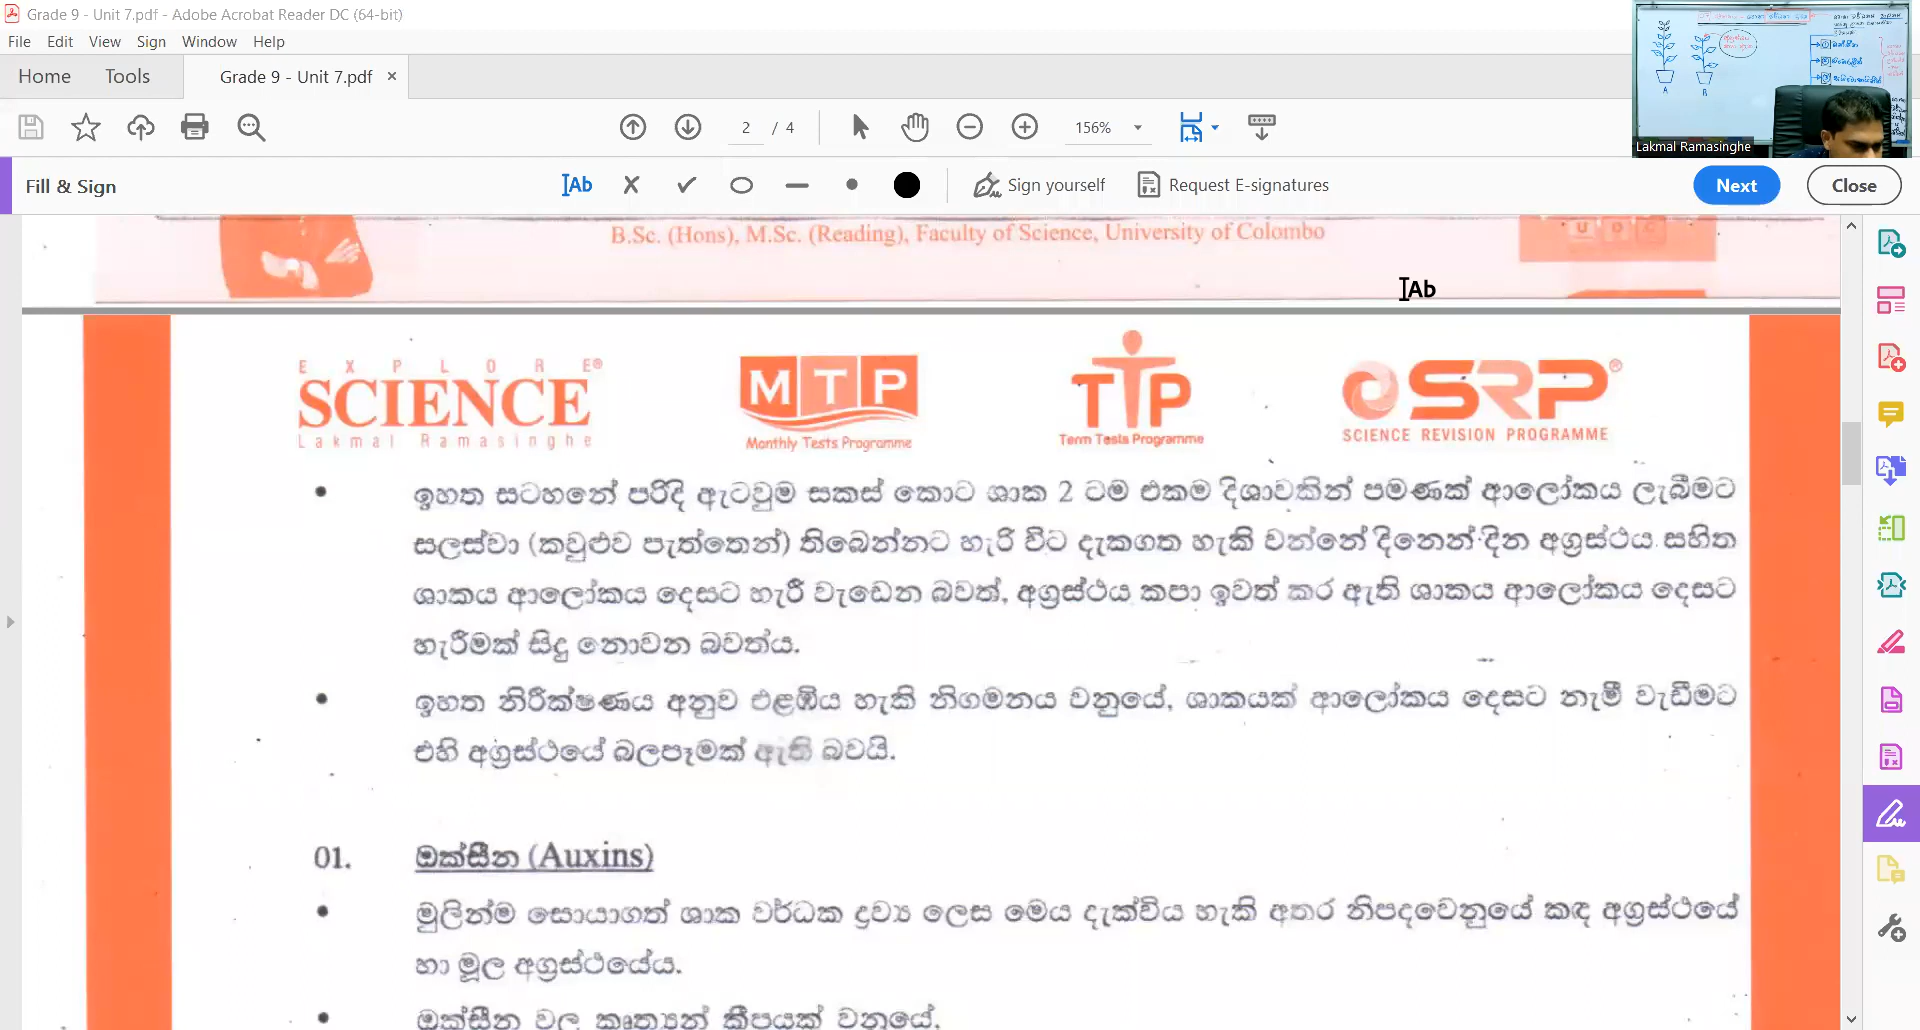 Grade 9 - Unit 7.pdf - Adobe Acrobat Reader DC (64-bit)
File Edit View Sign Window Help
Home Tools Grade 9 - Unit 7.pdf ×
2 / 4 156%
Fill & Sign Ab Sign yourself Request E-signatures Next Close
Lakmal Ramasinghe
A B
B.Sc. (Hons), M.Sc. (Reading), Faculty of Science, University of Colombo
Ab
EXPLORE®
SCIENCE
Lakmal Ramasinghe
MTP
Monthly Tests Programme
TTP
Term Tests Programme
SRP®
SCIENCE REVISION PROGRAMME
• ඉහත සටහනේ පරිදි ඇටවුම සකස් කොට ශාක 2 ටම එකම දිශාවකින් පමණක් ආලෝකය ලැබීමට
සලස්වා (කවුළුව පැත්තෙන්) තිබෙන්නට හැරි විට දැකගත හැකි වන්නේ දිනෙන් දින අග්‍රස්ථය සහිත
ශාකය ආලෝකය දෙසට හැරී වැඩෙන බවත්, අග්‍රස්ථය කපා ඉවත් කර ඇති ශාකය ආලෝකය දෙසට
හැරීමක් සිදු නොවන බවත්ය.
• ඉහත නිරීක්ෂණය අනුව එළඹිය හැකි නිගමනය වනුයේ, ශාකයක් ආලෝකය දෙසට නැමී වැඩීමට
එහි අග්‍රස්ථයේ බලපෑමක් ඇති බවයි.
01. ඔක්සීන (Auxins)
• මුලින්ම සොයාගත් ශාක වර්ධක ද්‍රව්‍ය ලෙස මෙය දැක්විය හැකි අතර නිපදවෙනුයේ කඳ අග්‍රස්ථයේ
හා මූල අග්‍රස්ථයේය.
• ඔක්සීන වල කෘත්‍යන් කීපයක් වනුයේ,